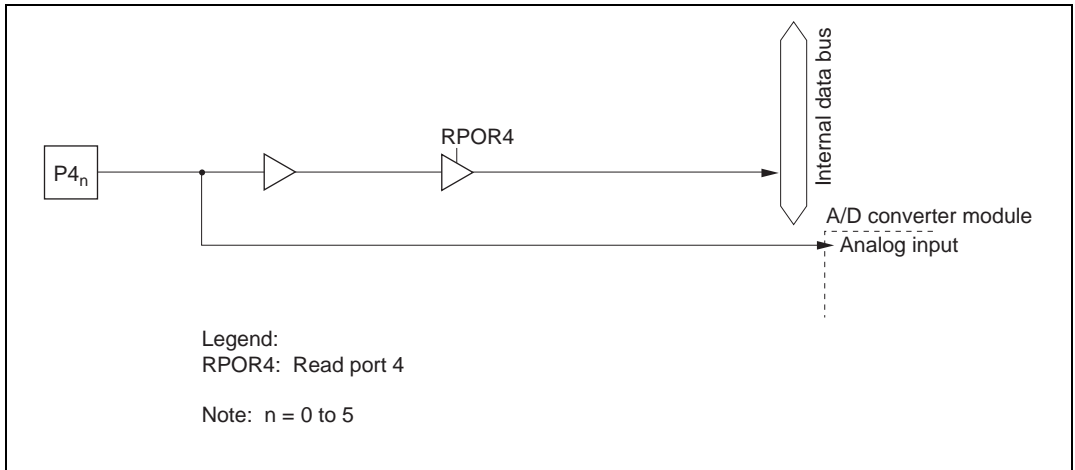 RPOR4
P4n
Internal data bus
A/D converter module
Analog input
Legend:
RPOR4: Read port 4
Note: n = 0 to 5